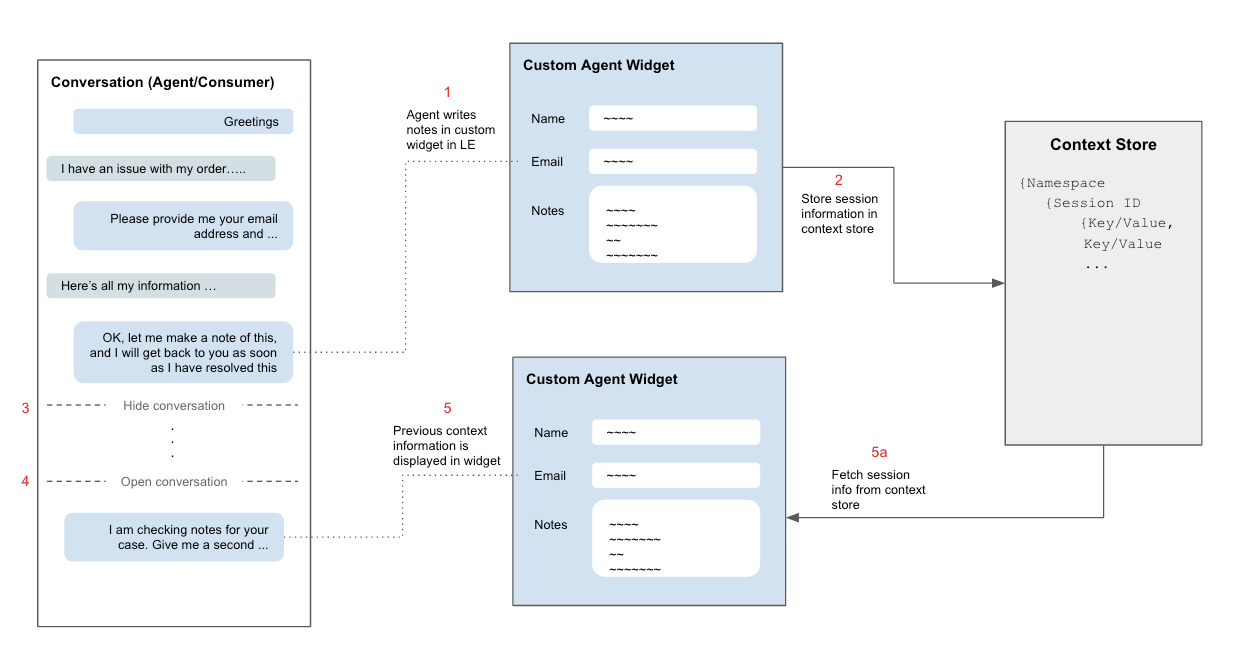 Conversation (Agent/Consumer)
Greetings
I have an issue with my order…..
Please provide me your email
address and ...
Here’s all my information …
OK, let me make a note of this,
and I will get back to you as soon
as I have resolved this
3
Hide conversation
.
.
.
4
Open conversation
I am checking notes for your
case. Give me a second ...
1
Agent writes
notes in custom
widget in LE
Custom Agent Widget
Name
~~~~
Email
~~~~
Notes
~~~~
~~~~~~~
~~
~~~~~~~
2
Store session
information in
context store
Context Store
{Namespace
{Session ID
{Key/Value,
Key/Value
...
5
Previous context
information is
displayed in widget
Custom Agent Widget
Name
~~~~
Email
~~~~
Notes
~~~~
~~~~~~~
~~
~~~~~~~
5a
Fetch session
info from context
store